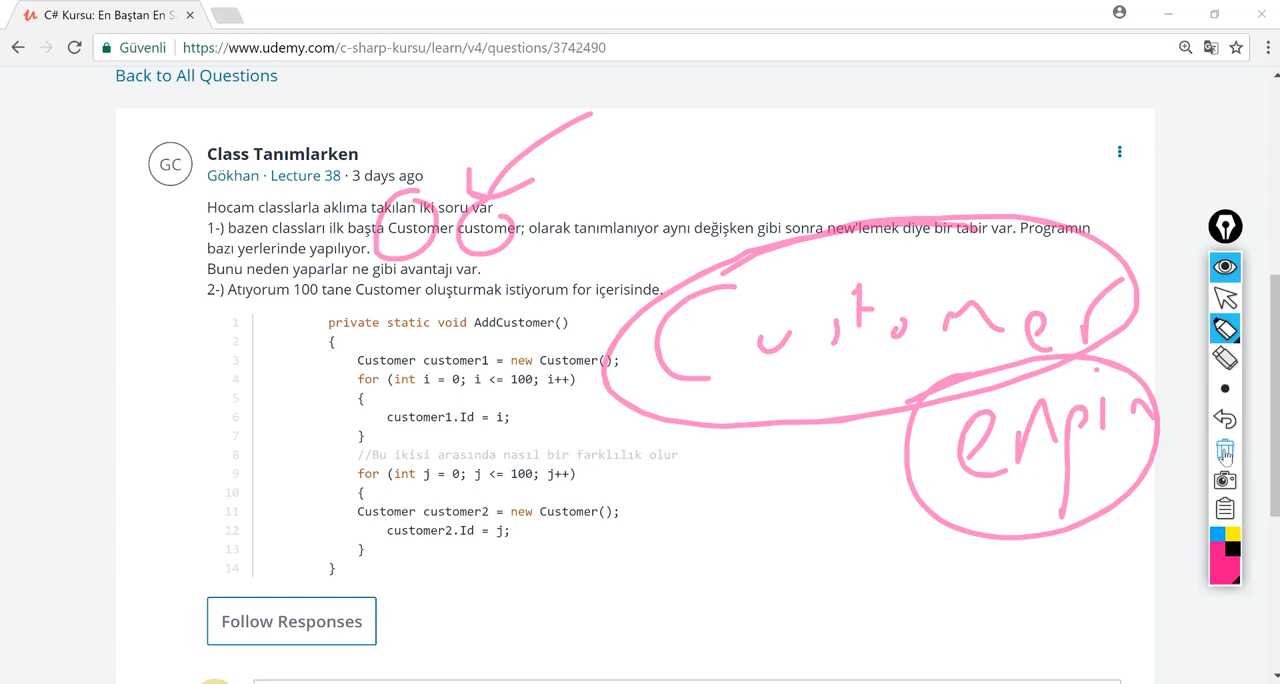 C# Kursu: En Baştan En S
Güvenli
https://www.udemy.com/c-sharp-kursu/learn/v4/questions/3742490
Back to All Questions
GC
Class Tanımlarken
Gökhan · Lecture 38 · 3 days ago
Hocam classlarla aklıma takılan iki soru var
1-) bazen classları ilk başta Customer customer; olarak tanımlanıyor aynı değişken gibi sonra new'lemek diye bir tabir var. Programın
bazı yerlerinde yapılıyor.
Bunu neden yaparlar ne gibi avantajı var.
2-) Atıyorum 100 tane Customer oluşturmak istiyorum for içerisinde.
Customer
1 private static void AddCustomer()
2 {
3 Customer customer1 = new Customer();
4 for (int i = 0; i <= 100; i++)
5 {
6 customer1.Id = i;
7 }
8 //Bu ikisi arasında nasıl bir farklılık olur
9 for (int j = 0; j <= 100; j++)
10 {
11 Customer customer2 = new Customer();
12 customer2.Id = j;
13 }
14 }
Follow Responses